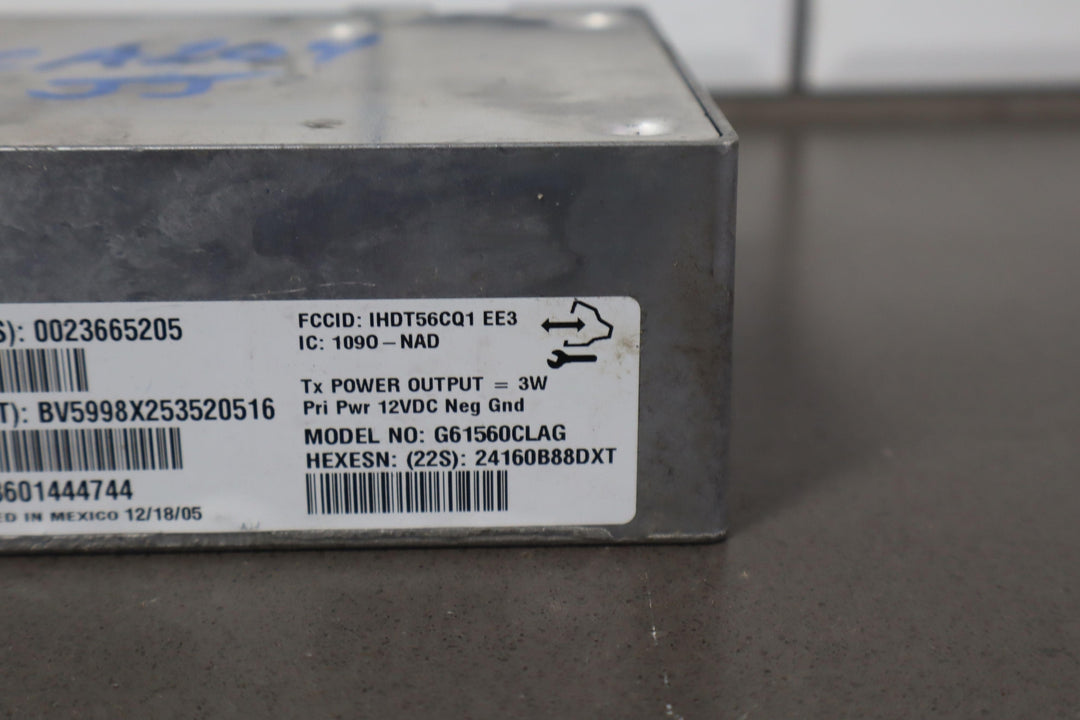 S): 0023665205
T): BV5998X253520516
3601444744
ED IN MEXICO 12/18/05
FCCID: IHDT56CQ1 EE3
IC: 109O – NAD
Tx POWER OUTPUT = 3W
Pri Pwr 12VDC Neg Gnd
MODEL NO: G61560CLAG
HEXESN: (22S): 24160B88DXT